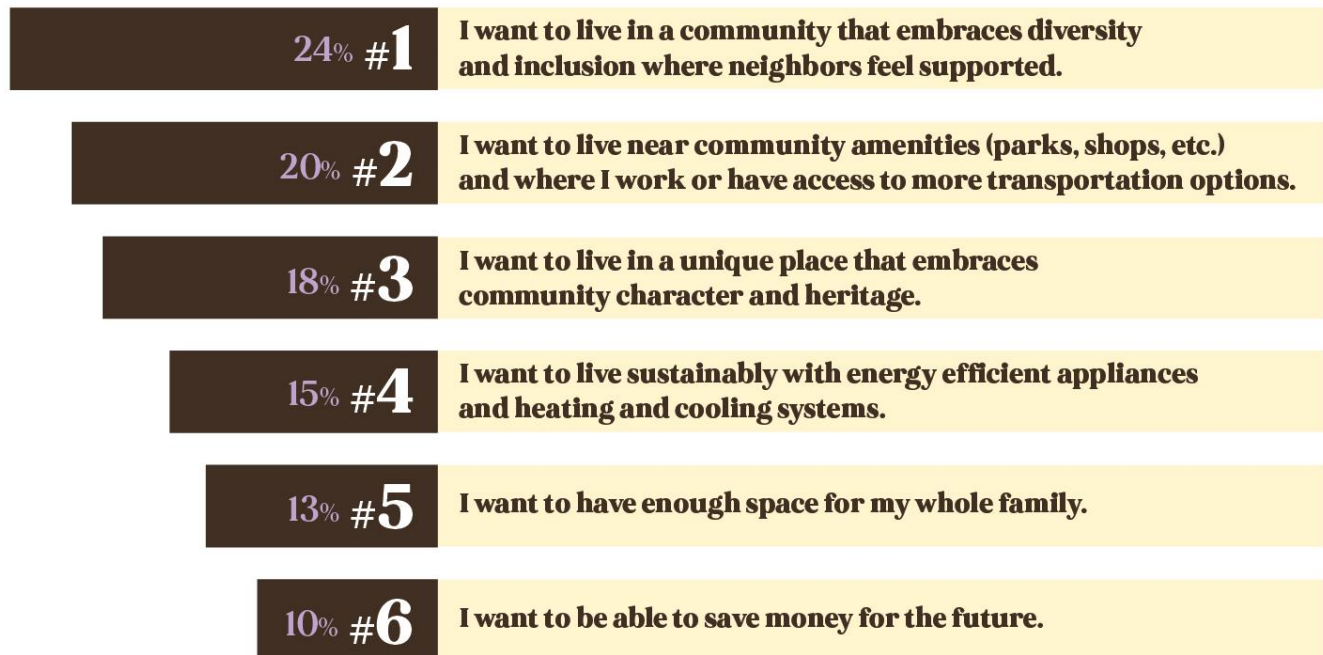 24% #1
I want to live in a community that embraces diversity
and inclusion where neighbors feel supported.
20% #2
I want to live near community amenities (parks, shops, etc.)
and where I work or have access to more transportation options.
18% #3
I want to live in a unique place that embraces
community character and heritage.
15% #4
I want to live sustainably with energy efficient appliances
and heating and cooling systems.
13% #5
I want to have enough space for my whole family.
10% #6
I want to be able to save money for the future.